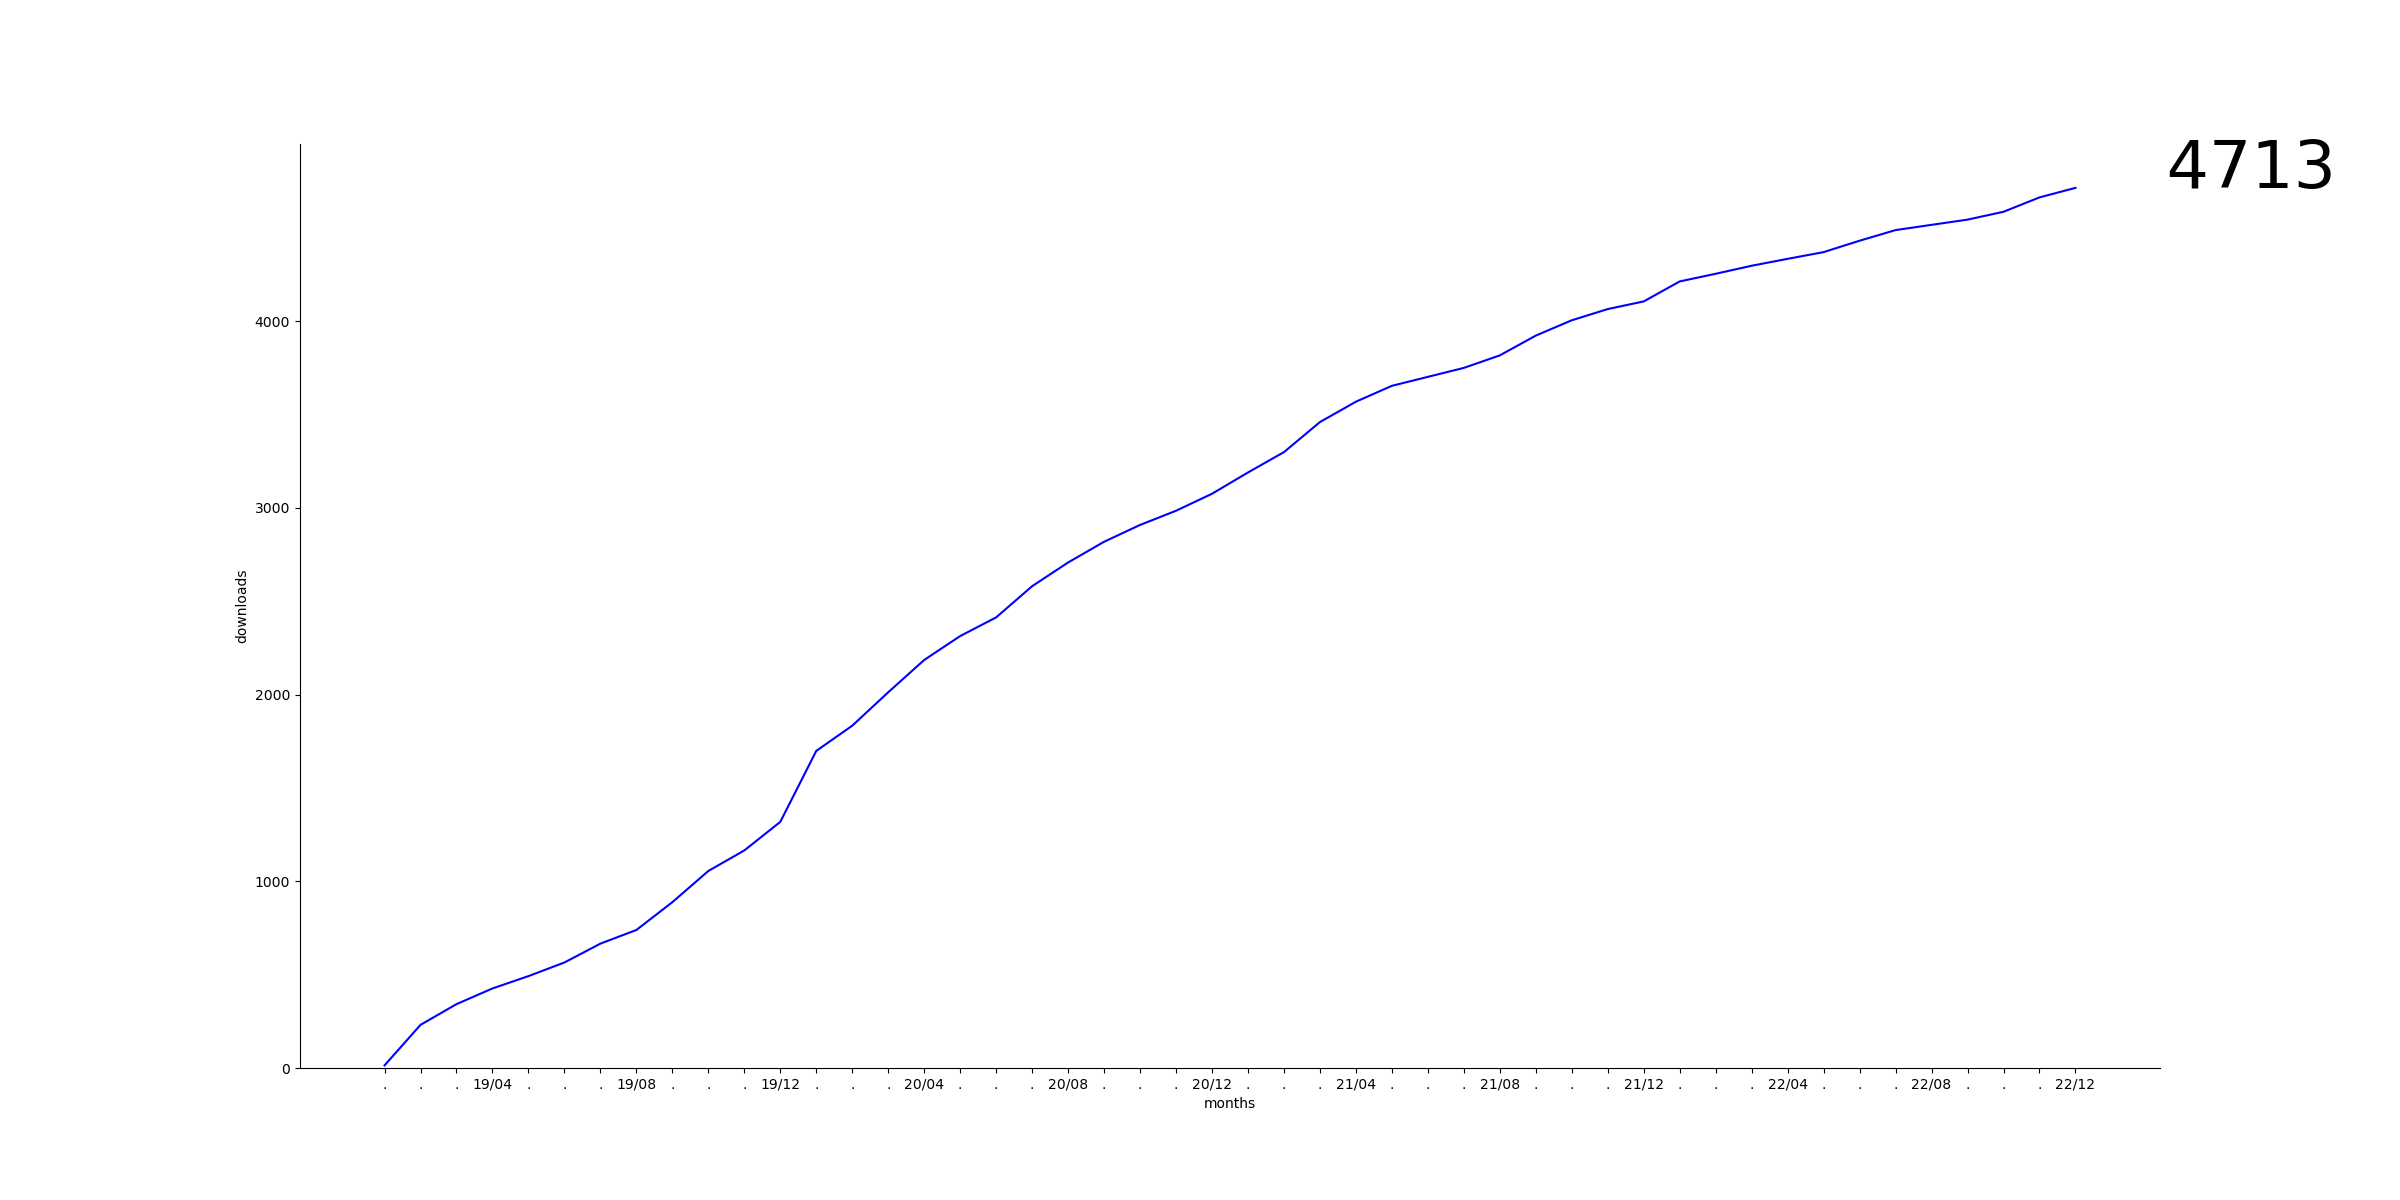 4713
4000
3000
2000
1000
0
downloads
. . . 19/04 . . . 19/08 . . . 19/12 . . . 20/04 . . . 20/08 . . . 20/12 . . . 21/04 . . . 21/08 . . . 21/12 . . . 22/04 . . . 22/08 . . . 22/12
months